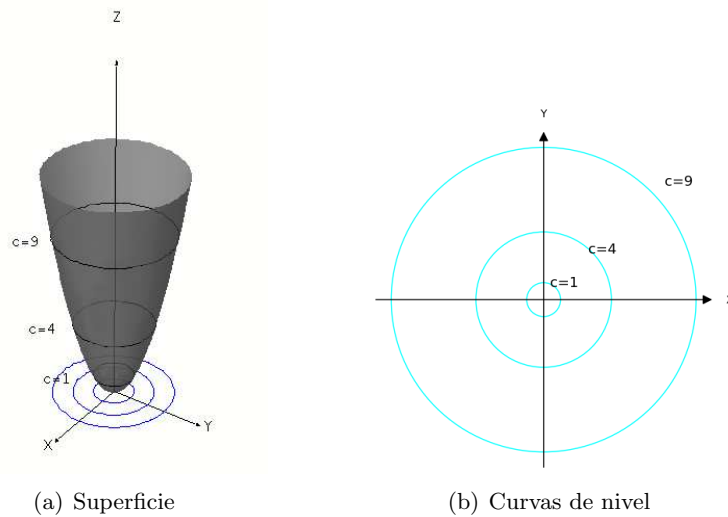 Z
c=9
c=4
c=1
X
Y
(a) Superficie
Y
c=9
c=4
c=1
(b) Curvas de nivel